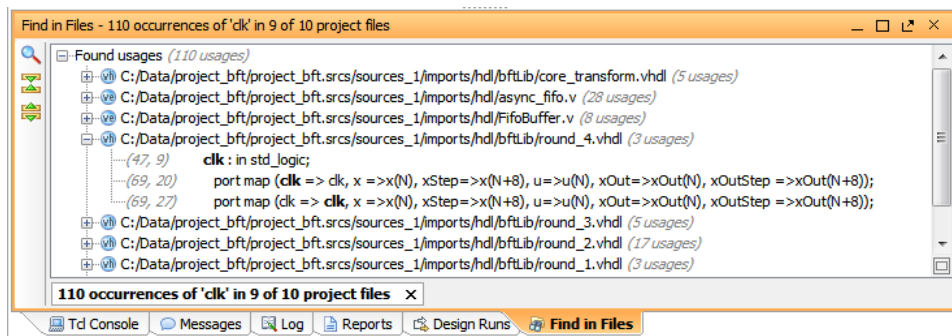 Find in Files - 110 occurrences of 'clk' in 9 of 10 project files
Found usages (110 usages)
vh C:/Data/project_bft/project_bft.srcs/sources_1/imports/hdl/bftLib/core_transform.vhdl (5 usages)
ve C:/Data/project_bft/project_bft.srcs/sources_1/imports/hdl/async_fifo.v (28 usages)
ve C:/Data/project_bft/project_bft.srcs/sources_1/imports/hdl/FifoBuffer.v (8 usages)
vh C:/Data/project_bft/project_bft.srcs/sources_1/imports/hdl/bftLib/round_4.vhdl (3 usages)
(47, 9) clk : in std_logic;
(69, 20) port map (clk => clk, x =>x(N), xStep=>x(N+8), u=>u(N), xOut=>xOut(N), xOutStep =>xOut(N+8));
(69, 27) port map (clk => clk, x =>x(N), xStep=>x(N+8), u=>u(N), xOut=>xOut(N), xOutStep =>xOut(N+8));
vh C:/Data/project_bft/project_bft.srcs/sources_1/imports/hdl/bftLib/round_3.vhdl (5 usages)
vh C:/Data/project_bft/project_bft.srcs/sources_1/imports/hdl/bftLib/round_2.vhdl (17 usages)
vh C:/Data/project_bft/project_bft.srcs/sources_1/imports/hdl/bftLib/round_1.vhdl (3 usages)
110 occurrences of 'clk' in 9 of 10 project files
Tcl Console Messages Log Reports Design Runs Find in Files